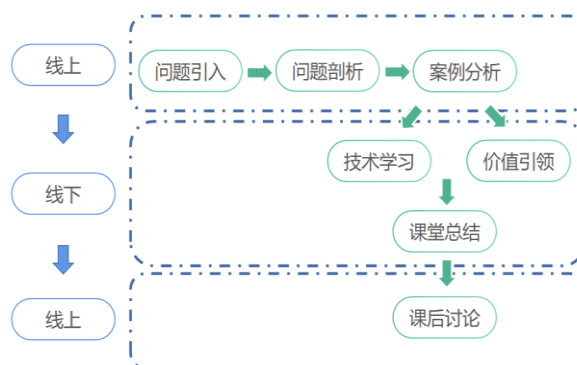 线上
问题引入
问题剖析
案例分析
线下
技术学习
价值引领
课堂总结
线上
课后讨论